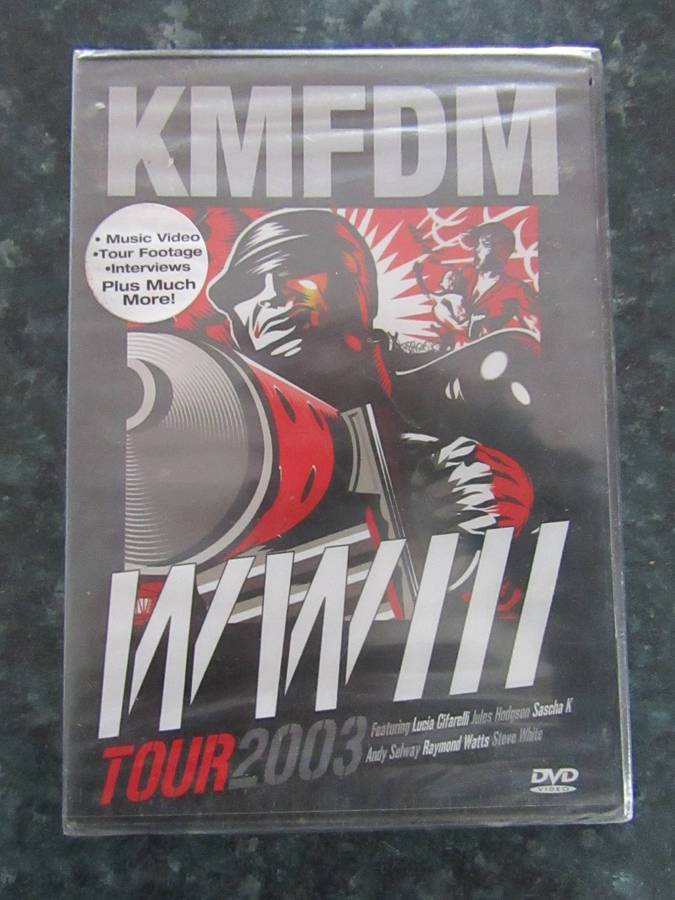 KMFDM
• Music Video
•Tour Footage
•Interviews
Plus Much
More!
WWIII
TOUR2003
Featuring Lucia Cifarelli Jules Hodgson Sascha K
Andy Selway Raymond Watts Steve White
DVD
VIDEO